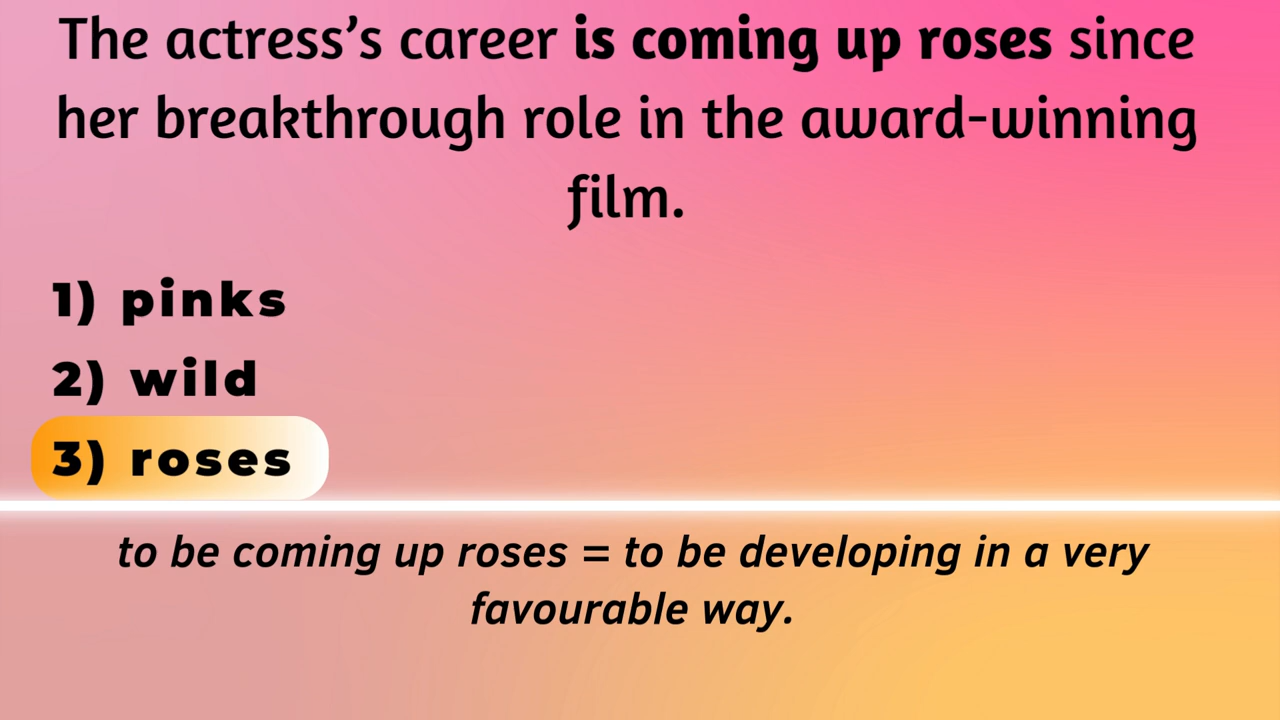 The actress’s career is coming up roses since
her breakthrough role in the award-winning
film.
1) pinks
2) wild
3) roses
to be coming up roses = to be developing in a very
favourable way.